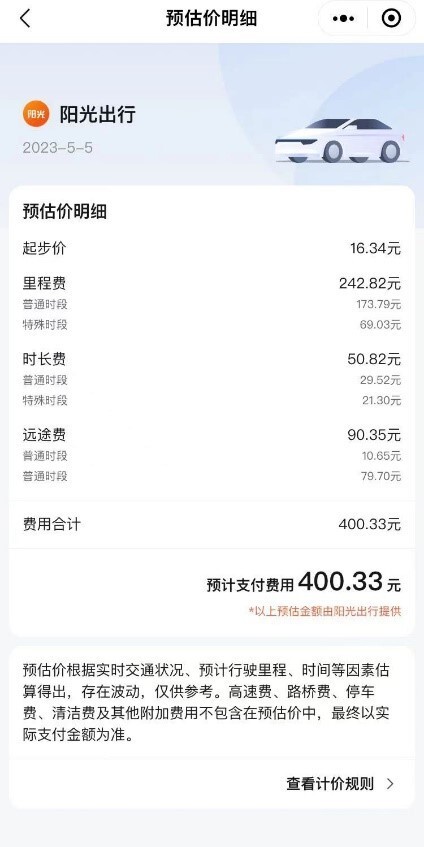 预估价明细
阳光
阳光出行
2023-5-5
预估价明细
起步价 16.34元
里程费 242.82元
普通时段 173.79元
特殊时段 69.03元
时长费 50.82元
普通时段 29.52元
特殊时段 21.30元
远途费 90.35元
普通时段 10.65元
普通时段 79.70元
费用合计 400.33元
预计支付费用400.33 元
*以上预估金额由阳光出行提供
预估价根据实时交通状况、预计行驶里程、时间等因素估
算得出，存在波动，仅供参考。高速费、路桥费、停车
费、清洁费及其他附加费用不包含在预估价中，最终以实
际支付金额为准。
查看计价规则